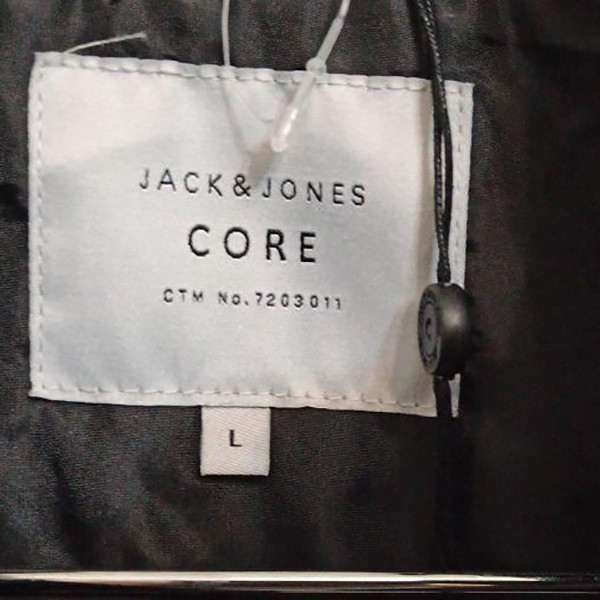 JACK&JONES
CORE
CTM No.7203011
L